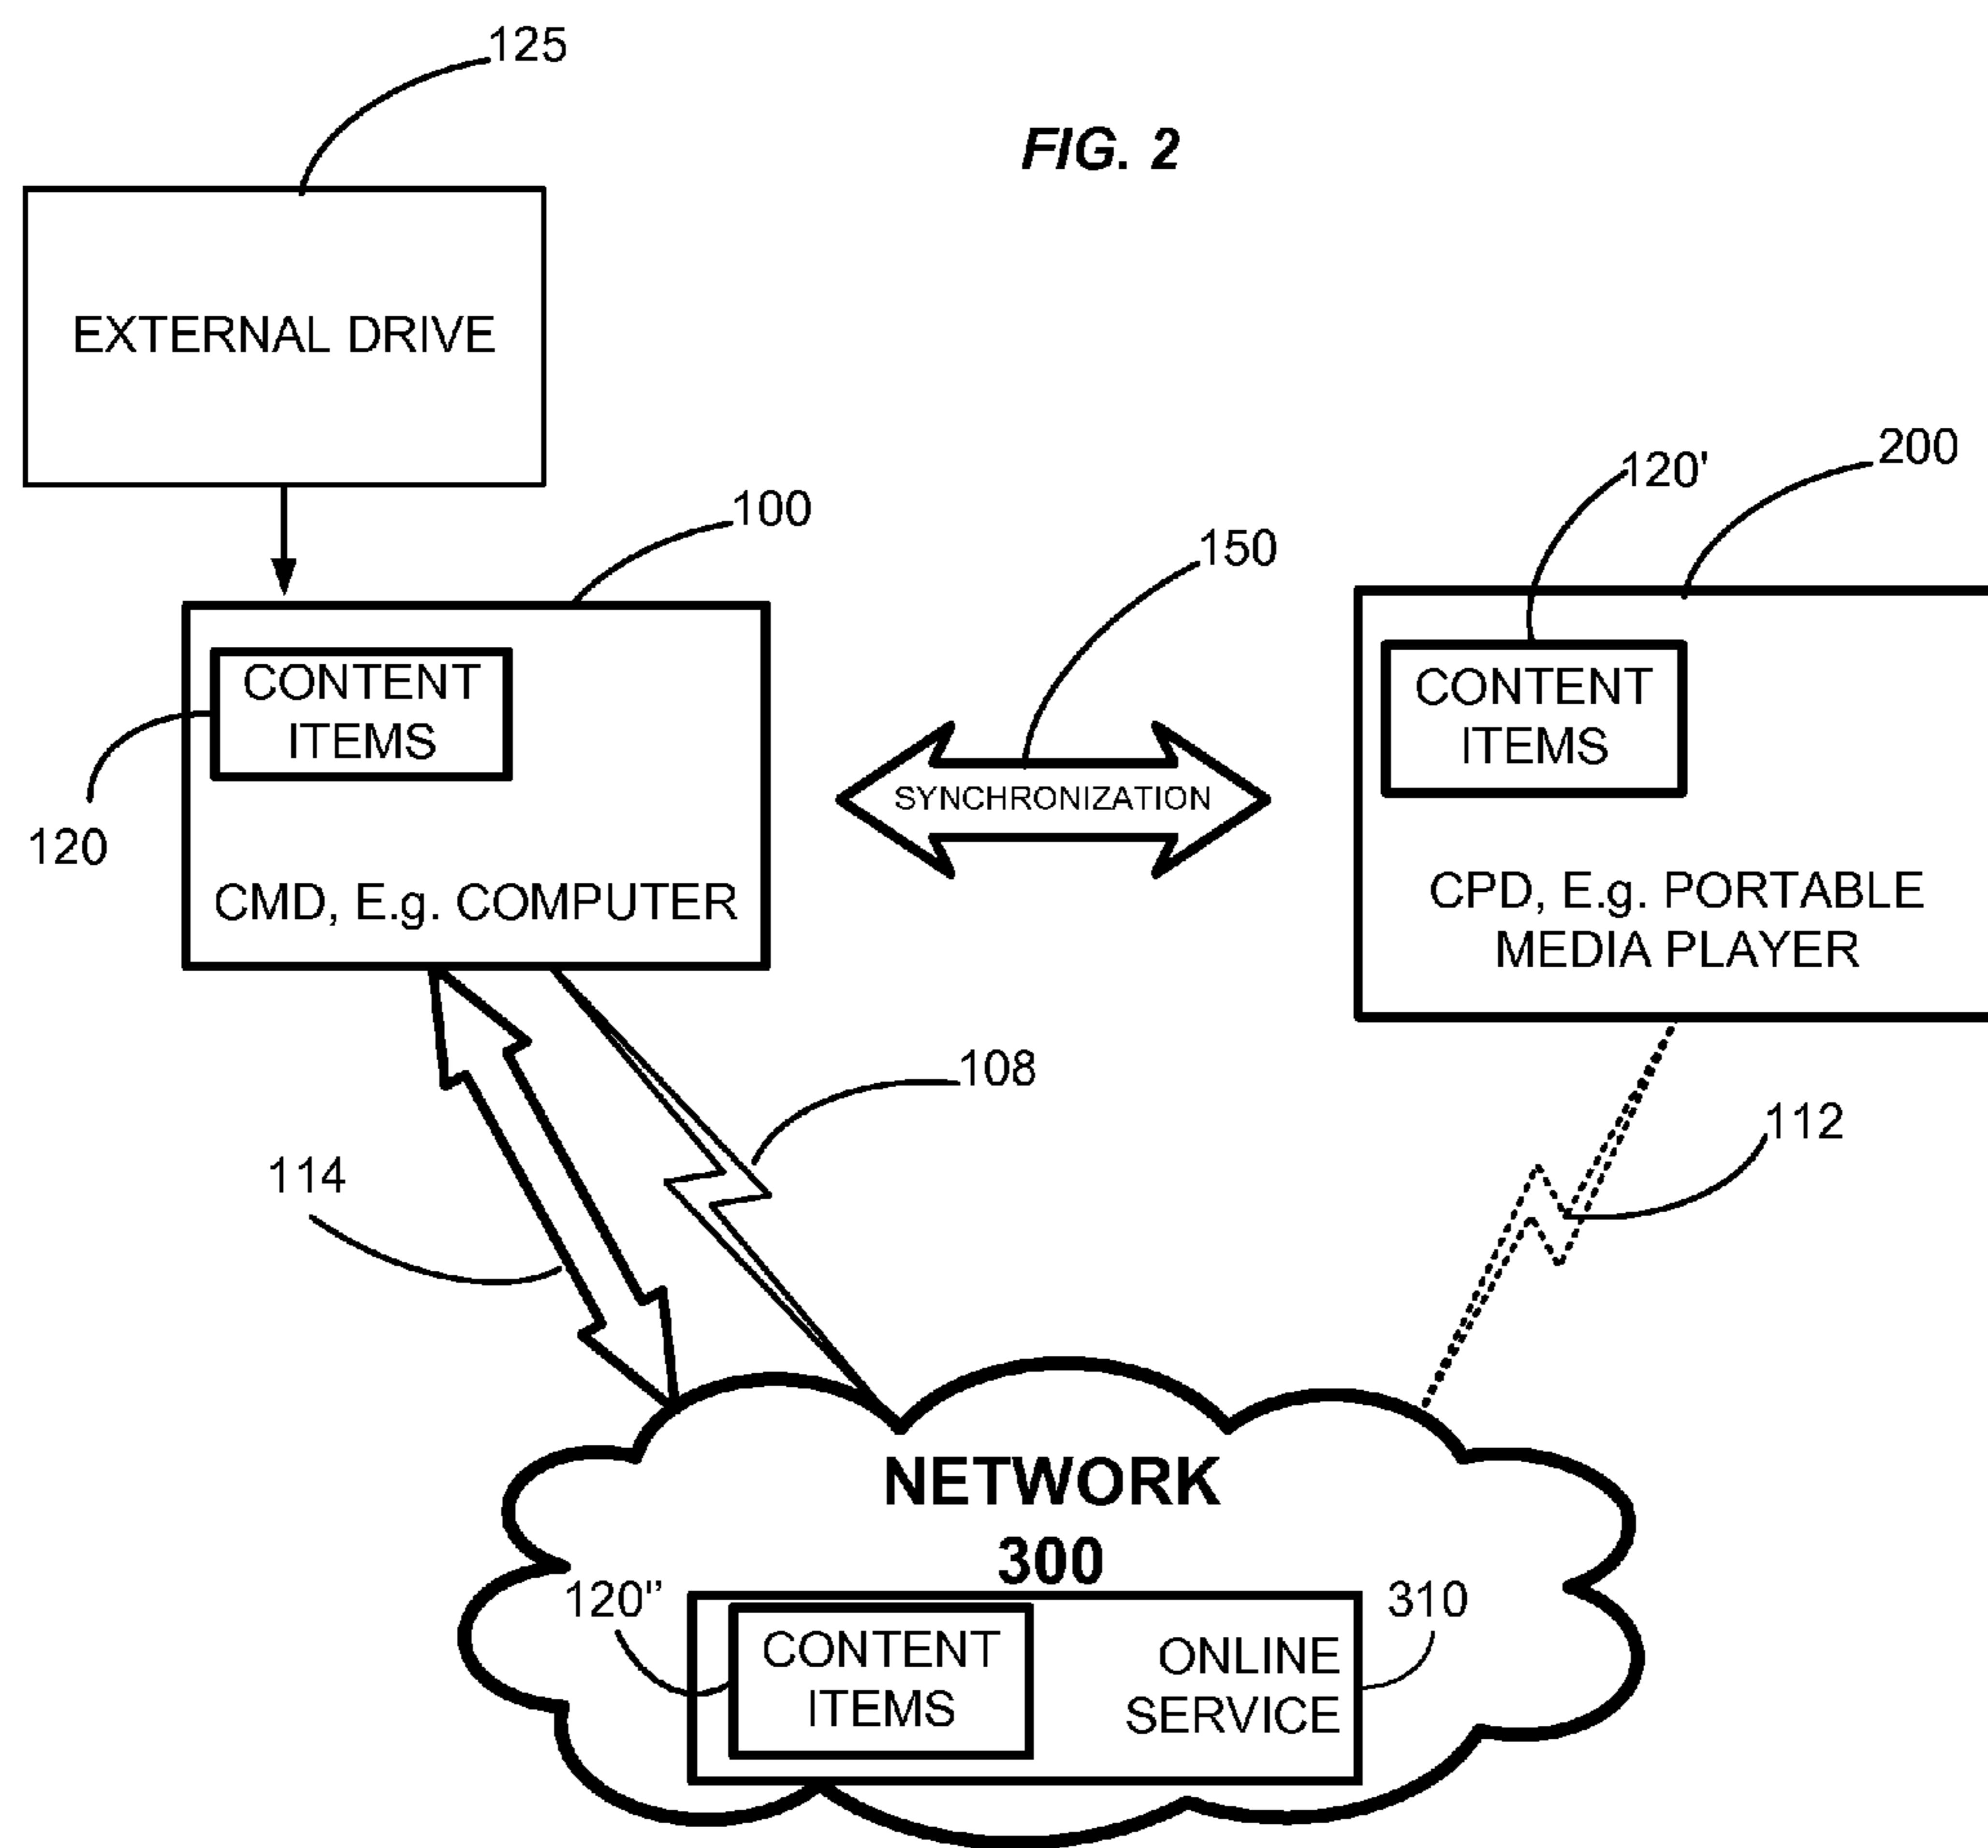 125
FIG. 2
EXTERNAL DRIVE
200
120'
100
150
CONTENT
ITEMS
CONTENT
ITEMS
SYNCHRONIZATION
120
CMD, E.g. COMPUTER
CPD, E.g. PORTABLE
MEDIA PLAYER
108
112
114
NETWORK
300
120"
310
CONTENT
ITEMS
ONLINE
SERVICE